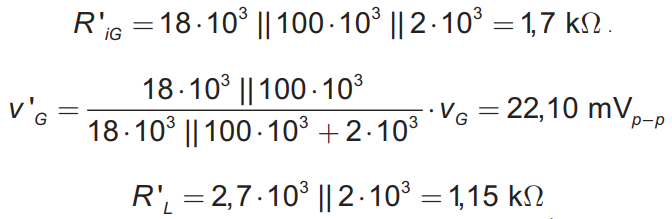 R'iG = 18·10³ || 100·10³ || 2·10³ = 1,7 kΩ .
v'G = 18·10³ || 100·10³ / 18·10³ || 100·10³ + 2·10³ · vG = 22,10 mVp–p
R'L = 2,7·10³ || 2·10³ = 1,15 kΩ